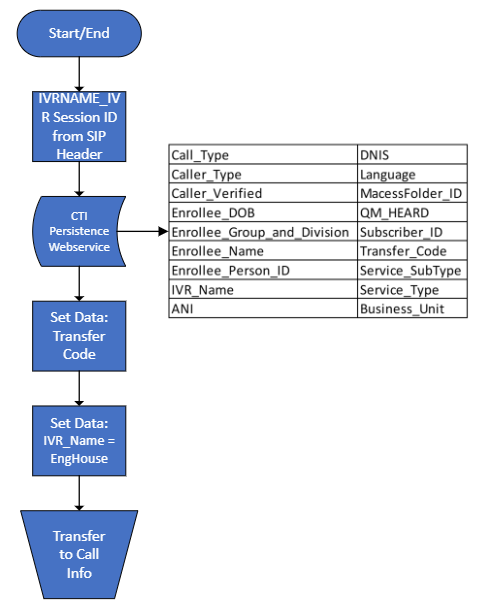 Start/End
IVRNAME_IV
R Session ID
from SIP
Header
CTI
Persistence
Webservice
Call_Type DNIS
Caller_Type Language
Caller_Verified MacessFolder_ID
Enrollee_DOB QM_HEARD
Enrollee_Group_and_Division Subscriber_ID
Enrollee_Name Transfer_Code
Enrollee_Person_ID Service_SubType
IVR_Name Service_Type
ANI Business_Unit
Set Data:
Transfer
Code
Set Data:
IVR_Name =
EngHouse
Transfer
to Call
Info